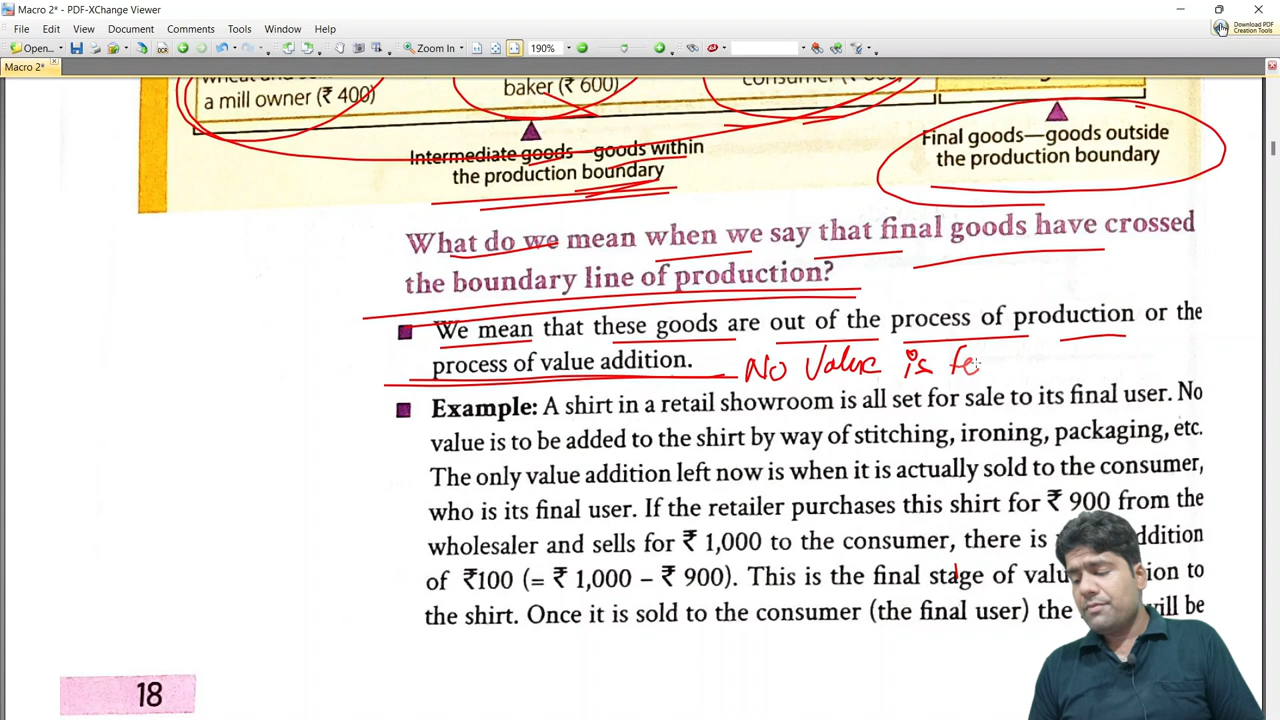 Macro 2* - PDF-XChange Viewer
File Edit View Document Comments Tools Window Help
Open... Zoom In 190% Download PDF Creation Tools
Macro 2*
a mill owner (₹ 400)
baker (₹ 600)
Intermediate goods—goods within
the production boundary
Final goods—goods outside
the production boundary
What do we mean when we say that final goods have crossed
the boundary line of production?
We mean that these goods are out of the process of production or the
process of value addition. No Value is
Example: A shirt in a retail showroom is all set for sale to its final user. No
value is to be added to the shirt by way of stitching, ironing, packaging, etc.
The only value addition left now is when it is actually sold to the consumer,
who is its final user. If the retailer purchases this shirt for ₹ 900 from the
wholesaler and sells for ₹ 1,000 to the consumer, there is
of ₹100 (= ₹ 1,000 – ₹ 900). This is the final stage of to
the shirt. Once it is sold to the consumer (the final user) the will be
18